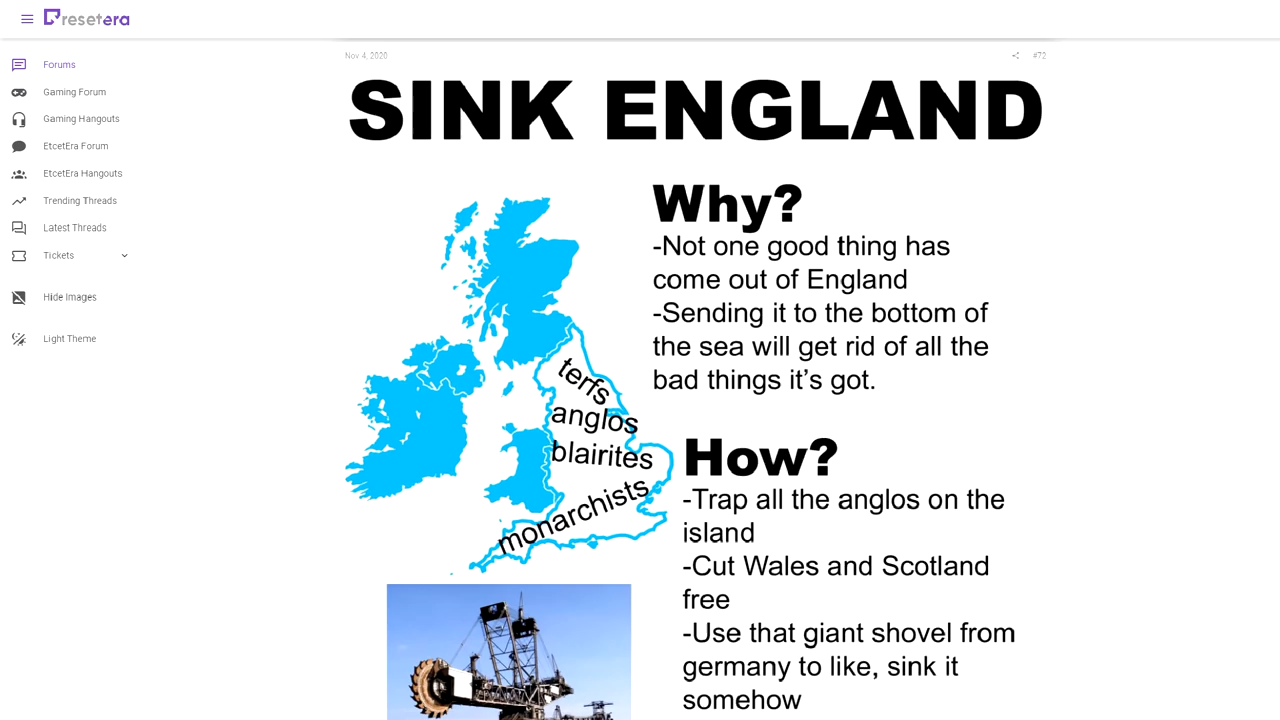 resetera
Forums
Gaming Forum
Gaming Hangouts
EtcetEra Forum
EtcetEra Hangouts
Trending Threads
Latest Threads
Tickets
Hide Images
Light Theme
Nov 4, 2020
#72
SINK ENGLAND
Why?
-Not one good thing has
come out of England
-Sending it to the bottom of
the sea will get rid of all the
bad things it’s got.
terfs
anglos
blairites
monarchists
How?
-Trap all the anglos on the
island
-Cut Wales and Scotland
free
-Use that giant shovel from
germany to like, sink it
somehow